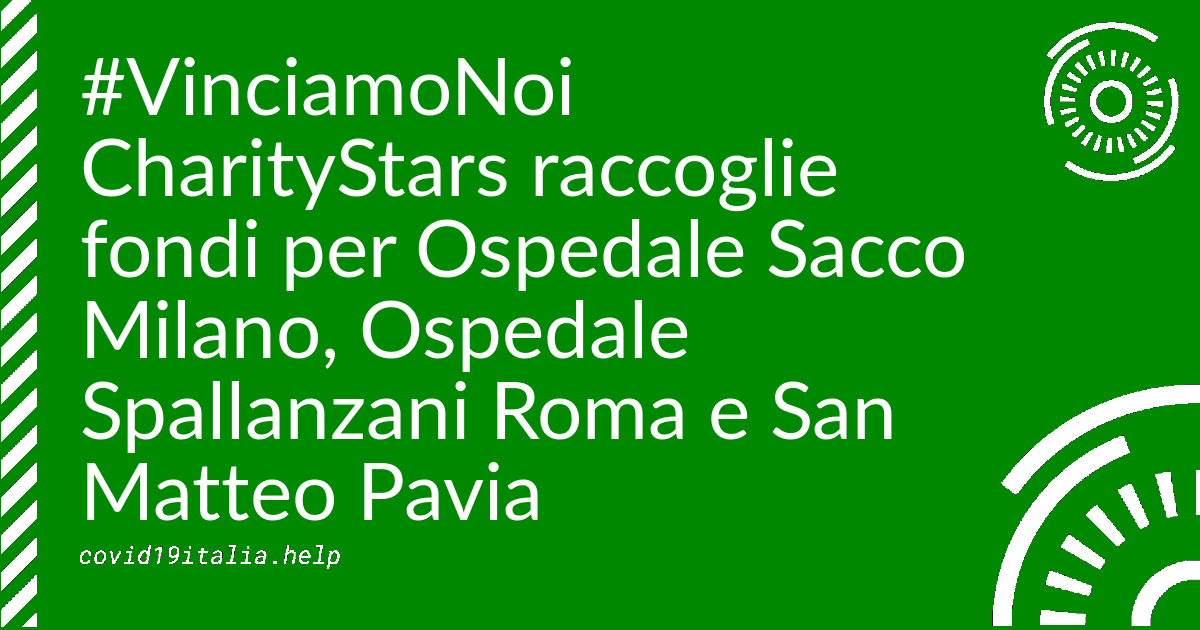 #VinciamoNoi
CharityStars raccoglie
fondi per Ospedale Sacco
Milano, Ospedale
Spallanzani Roma e San
Matteo Pavia
covid19italia.help